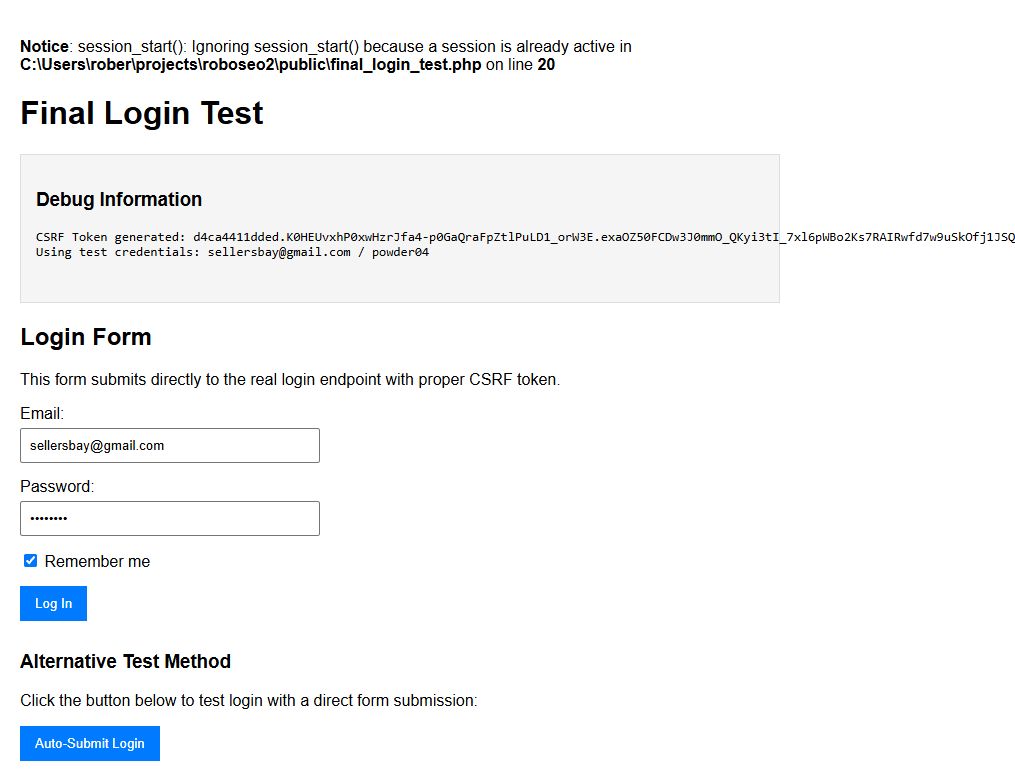 Notice: session_start(): Ignoring session_start() because a session is already active in
C:\Users\rober\projects\roboseo2\public\final_login_test.php on line 20
Final Login Test
Debug Information
CSRF Token generated: d4ca4411dded.K0HEUvxhP0xwHzrJfa4-p0GaQraFpZtlPuLD1_orW3E.exaOZ50FCDw3J0mmO_QKyi3tI_7xl6pWBo2Ks7RAIRwfd7w9uSkOfj1JSQ
Using test credentials: sellersbay@gmail.com / powder04
Login Form
This form submits directly to the real login endpoint with proper CSRF token.
Email:
sellersbay@gmail.com
Password:
••••••••
Remember me
Log In
Alternative Test Method
Click the button below to test login with a direct form submission:
Auto-Submit Login